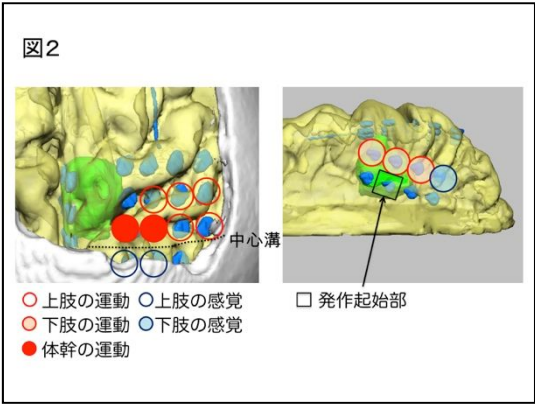 図2
中心溝
○ 上肢の運動 ○ 上肢の感覚
○ 下肢の運動 ○ 下肢の感覚
● 体幹の運動
□ 発作起始部